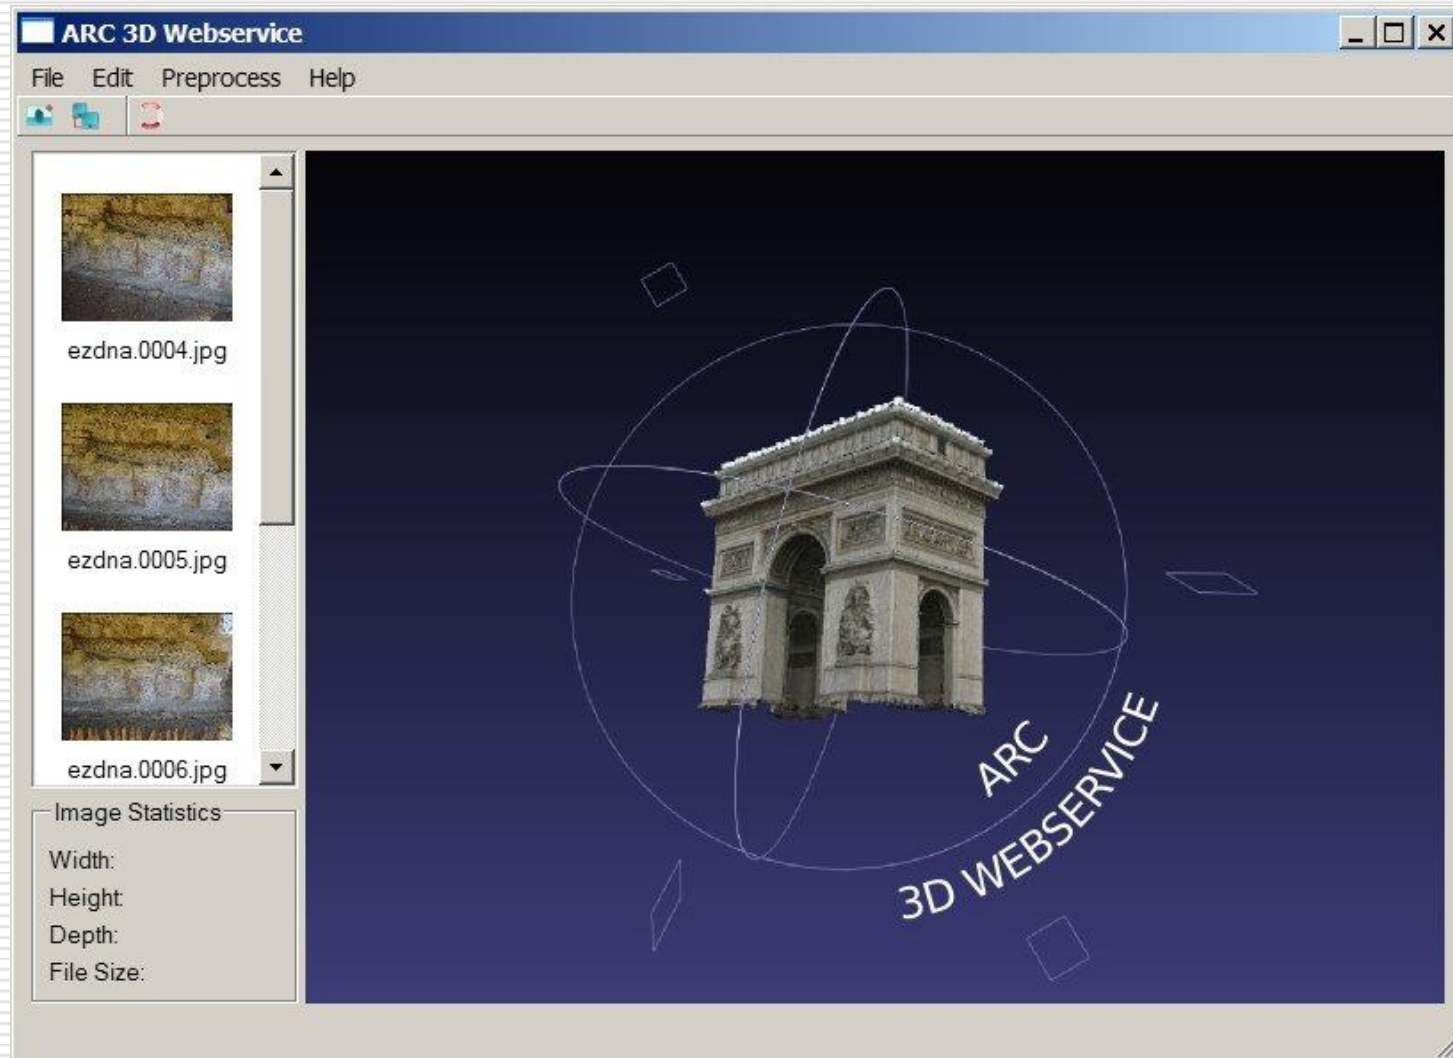 ARC 3D Webservice
File Edit Preprocess Help
ezdna.0004.jpg
ezdna.0005.jpg
ezdna.0006.jpg
Image Statistics
Width:
Height:
Depth:
File Size:
ARC
3D WEBSERVICE